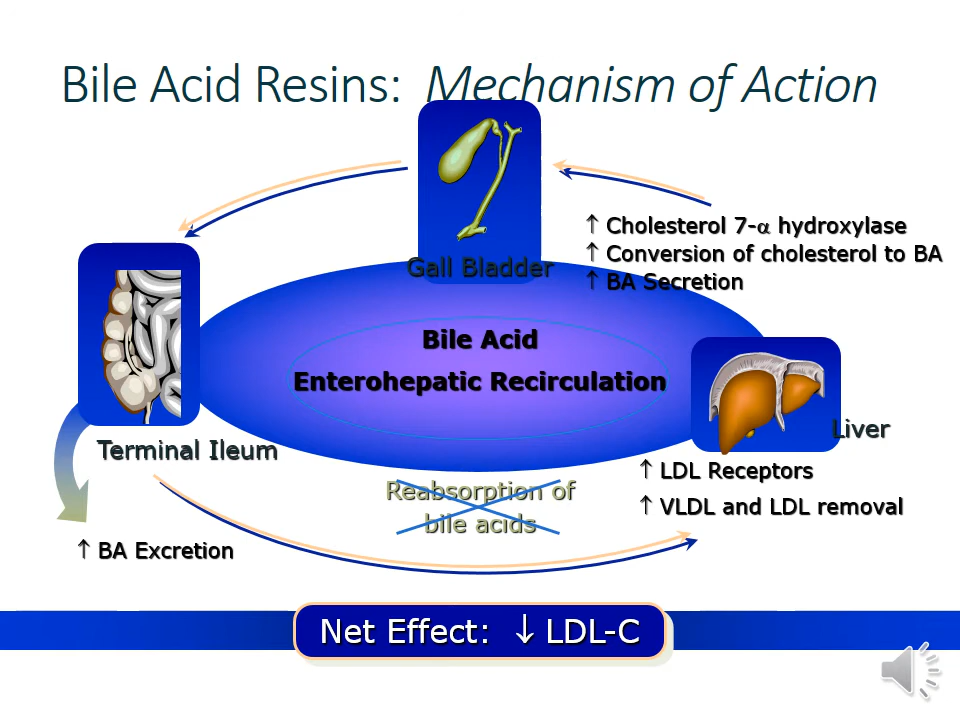 Bile Acid Resins: Mechanism of Action
↑ Cholesterol 7-α hydroxylase
↑ Conversion of cholesterol to BA
↑ BA Secretion
Gall Bladder
Bile Acid
Enterohepatic Recirculation
Liver
Terminal Ileum
↑ LDL Receptors
↑ VLDL and LDL removal
Reabsorption of
bile acids
↑ BA Excretion
Net Effect: ↓ LDL-C